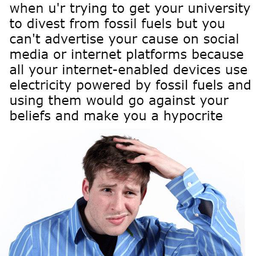 when u'r trying to get your university
to divest from fossil fuels but you
can't advertise your cause on social
media or internet platforms because
all your internet-enabled devices use
electricity powered by fossil fuels and
using them would go against your
beliefs and make you a hypocrite